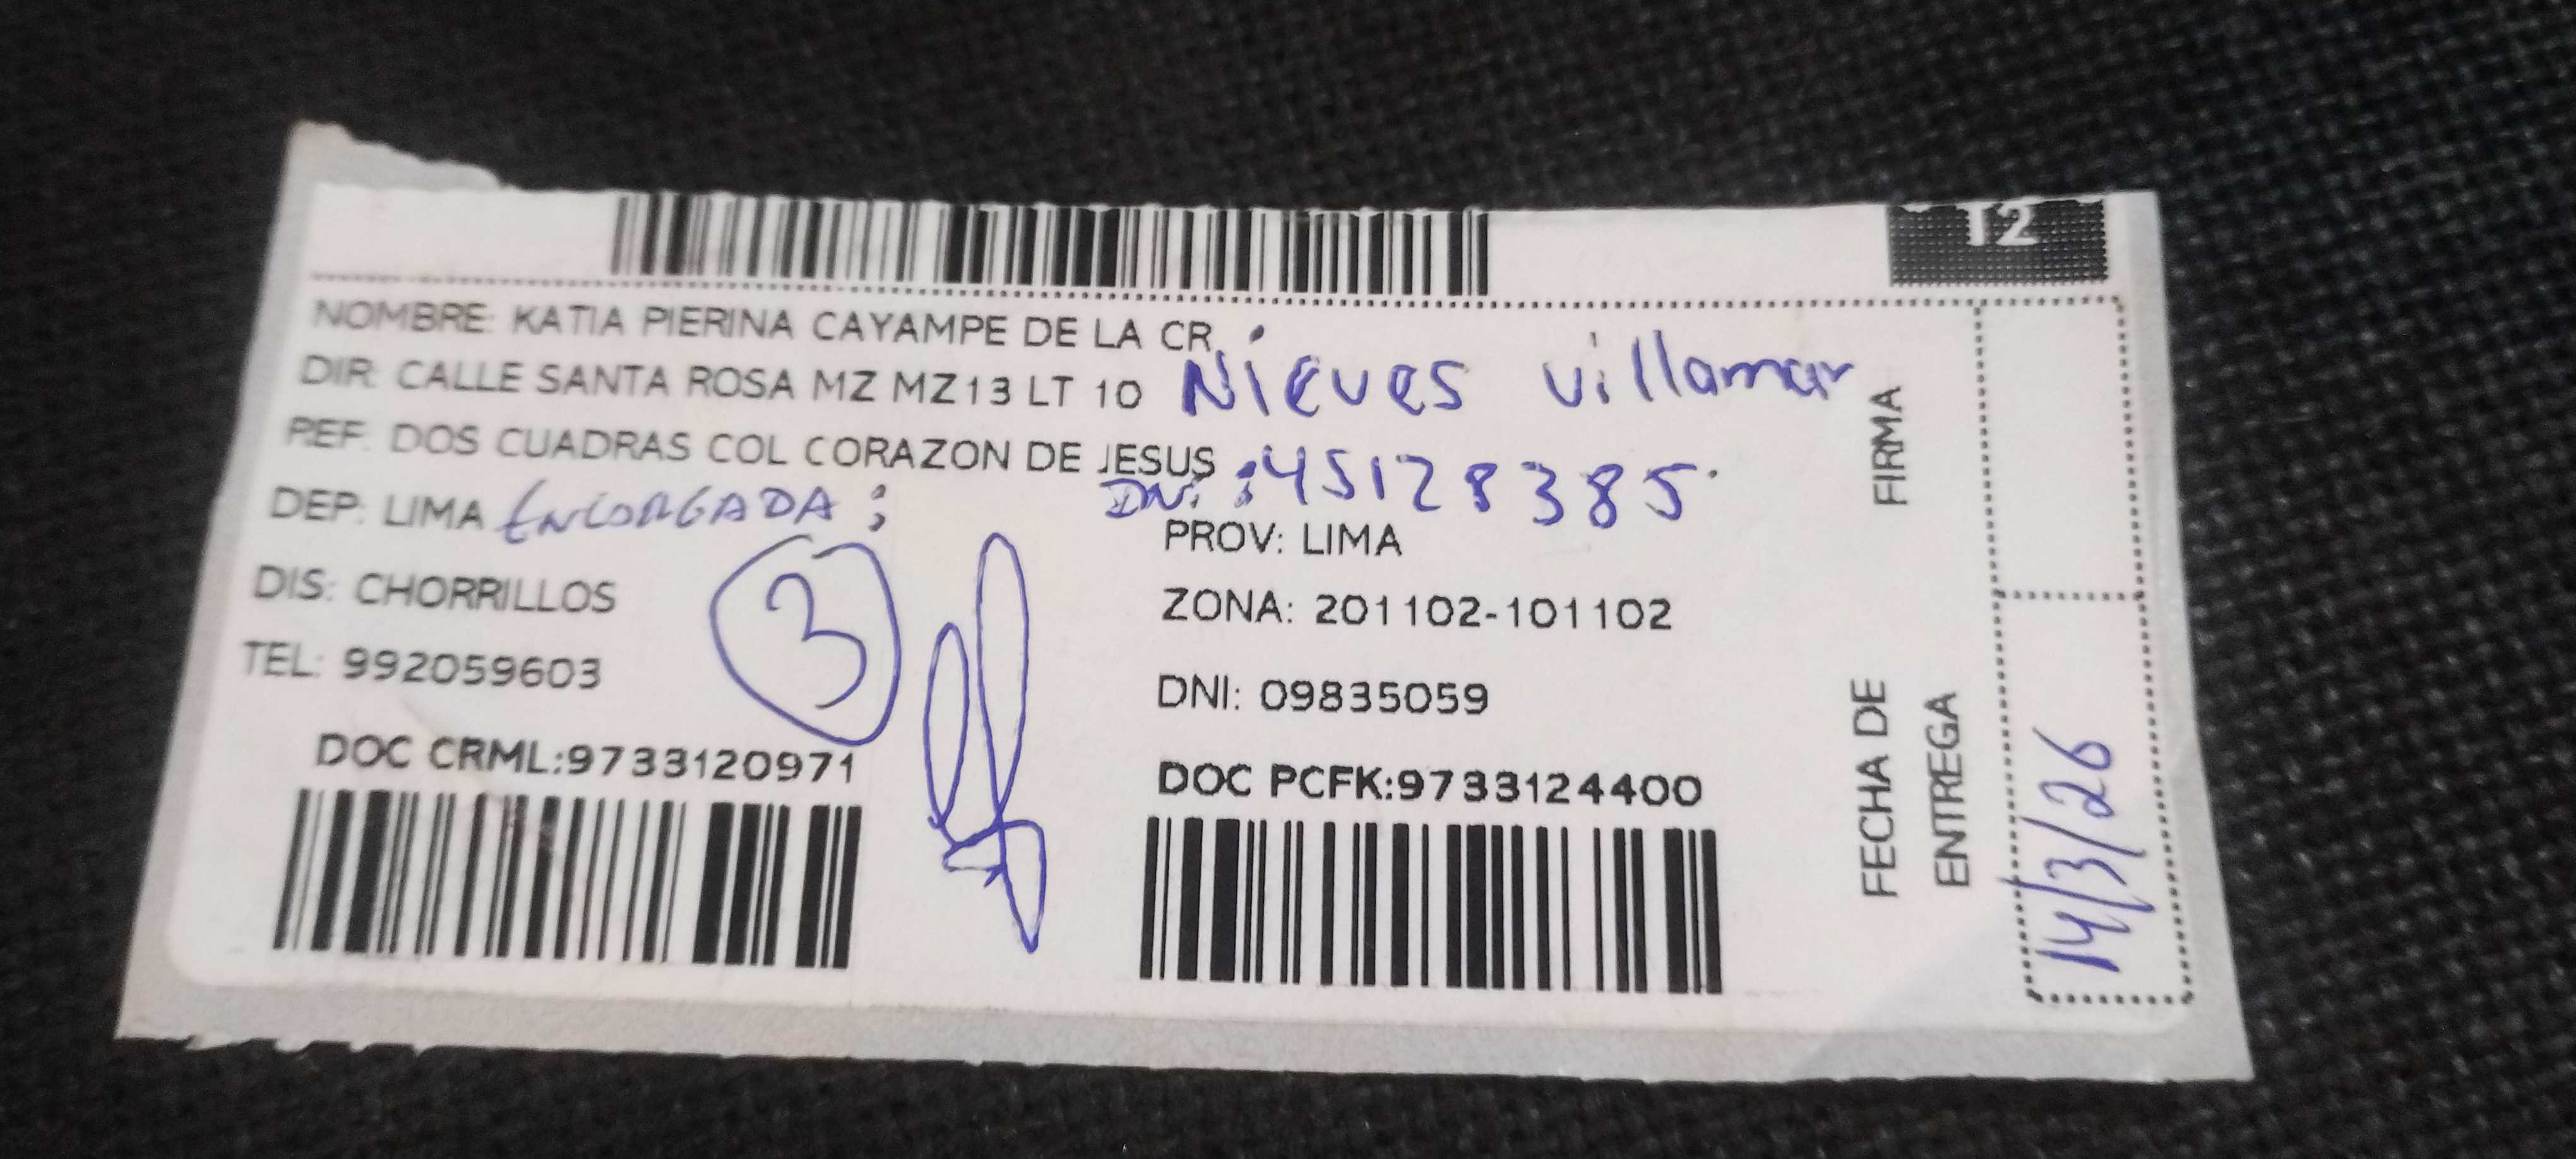 12
NOMBRE: KATIA PIERINA CAYAMPE DE LA CR
DIR: CALLE SANTA ROSA MZ MZ13 LT 10 Nieves villamar
REF: DOS CUADRAS COL CORAZON DE JESUS
DEP: LIMA ENCORGADA: DNi: 45128385
PROV: LIMA
DIS: CHORRILLOS
3
ZONA: 201102-101102
TEL: 992059603
DNI: 09835059
DOC CRML:9733120971
DOC PCFK:9733124400
FIRMA
FECHA DE
ENTREGA
14/3/26